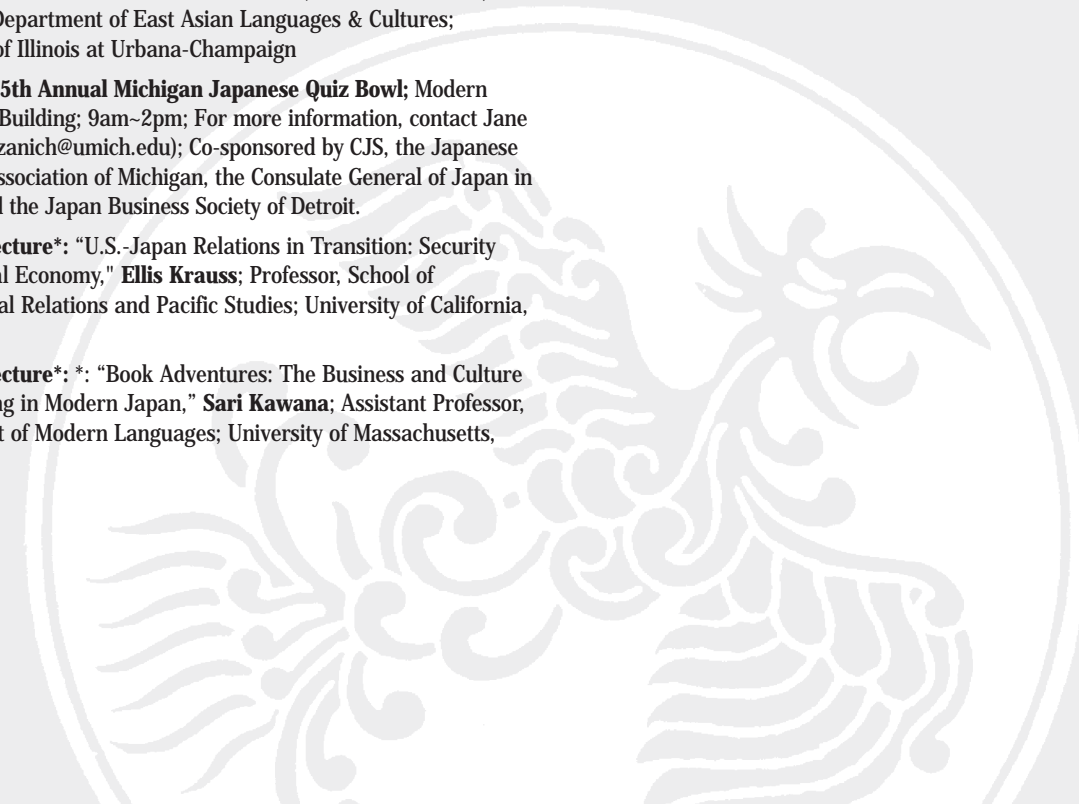 Department of East Asian Languages & Cultures;
of Illinois at Urbana-Champaign
5th Annual Michigan Japanese Quiz Bowl; Modern
Building; 9am~2pm; For more information, contact Jane
zanich@umich.edu); Co-sponsored by CJS, the Japanese
ssociation of Michigan, the Consulate General of Japan in
the Japan Business Society of Detroit.
ecture*: “U.S.-Japan Relations in Transition: Security
al Economy," Ellis Krauss; Professor, School of
al Relations and Pacific Studies; University of California,
ecture*: *: “Book Adventures: The Business and Culture
ng in Modern Japan,” Sari Kawana; Assistant Professor,
t of Modern Languages; University of Massachusetts,